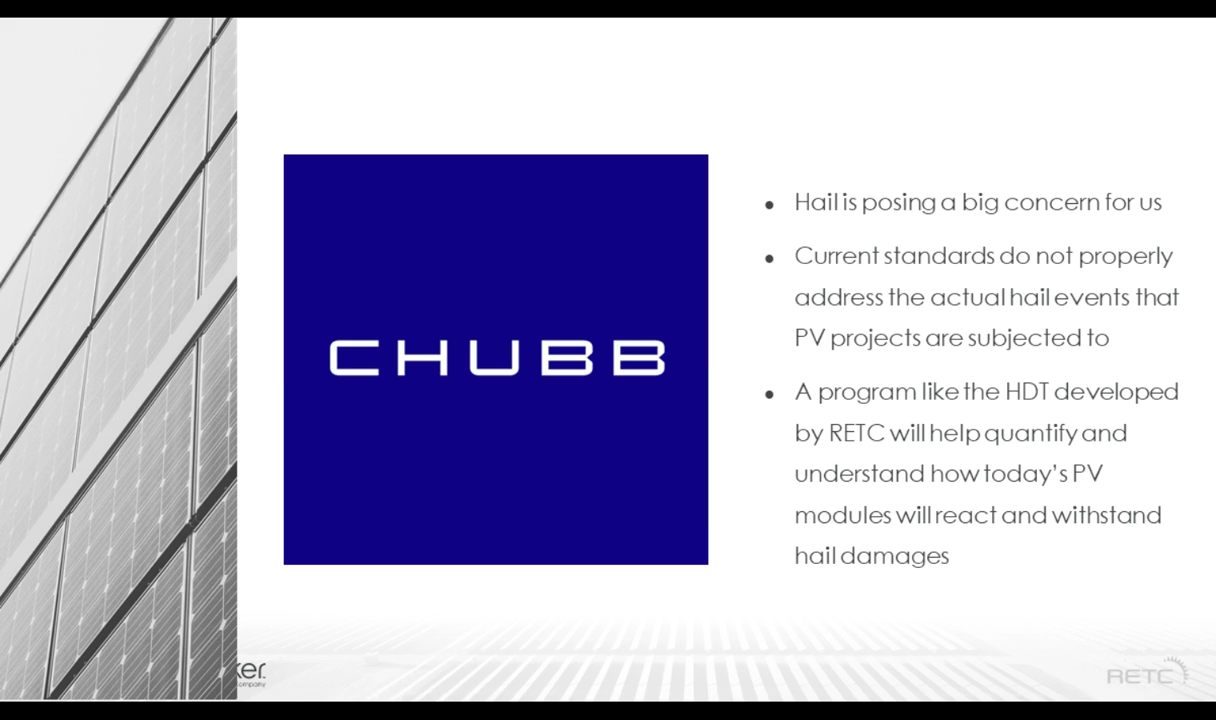 CHUBB
• Hail is posing a big concern for us
• Current standards do not properly
address the actual hail events that
PV projects are subjected to
• A program like the HDT developed
by RETC will help quantify and
understand how today's PV
modules will react and withstand
hail damages
ker.
ompany
RETC